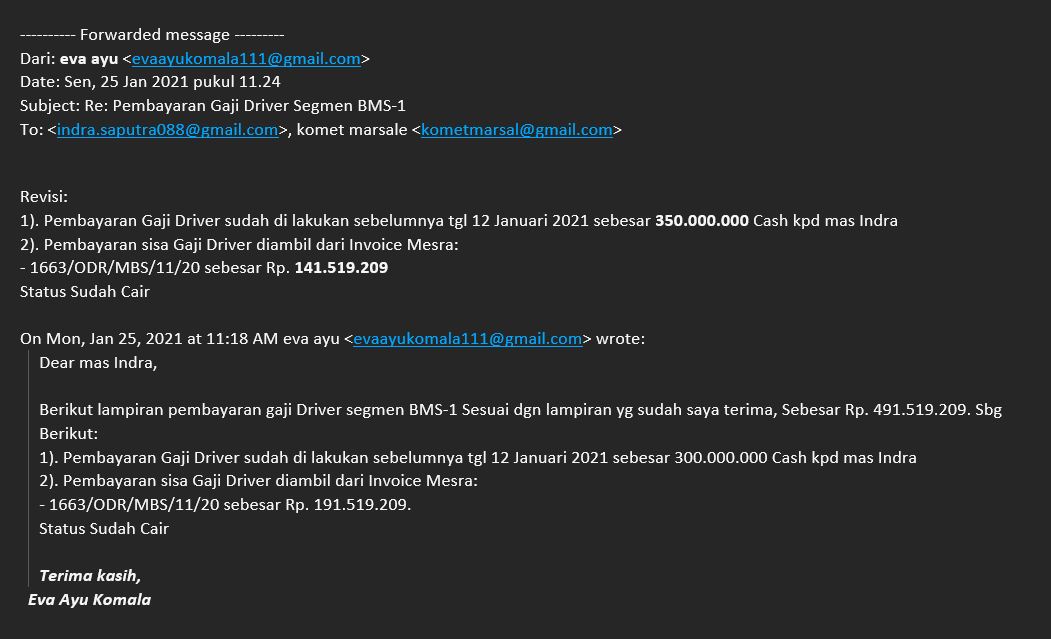 ---------- Forwarded message ---------
Dari: eva ayu <evaayukomala111@gmail.com>
Date: Sen, 25 Jan 2021 pukul 11.24
Subject: Re: Pembayaran Gaji Driver Segmen BMS-1
To: <indra.saputra088@gmail.com>, komet marsale <kometmarsal@gmail.com>
Revisi:
1). Pembayaran Gaji Driver sudah di lakukan sebelumnya tgl 12 Januari 2021 sebesar 350.000.000 Cash kpd mas Indra
2). Pembayaran sisa Gaji Driver diambil dari Invoice Mesra:
- 1663/ODR/MBS/11/20 sebesar Rp. 141.519.209
Status Sudah Cair
On Mon, Jan 25, 2021 at 11:18 AM eva ayu <evaayukomala111@gmail.com> wrote:
Dear mas Indra,
Berikut lampiran pembayaran gaji Driver segmen BMS-1 Sesuai dgn lampiran yg sudah saya terima, Sebesar Rp. 491.519.209. Sbg
Berikut:
1). Pembayaran Gaji Driver sudah di lakukan sebelumnya tgl 12 Januari 2021 sebesar 300.000.000 Cash kpd mas Indra
2). Pembayaran sisa Gaji Driver diambil dari Invoice Mesra:
- 1663/ODR/MBS/11/20 sebesar Rp. 191.519.209.
Status Sudah Cair
Terima kasih,
Eva Ayu Komala